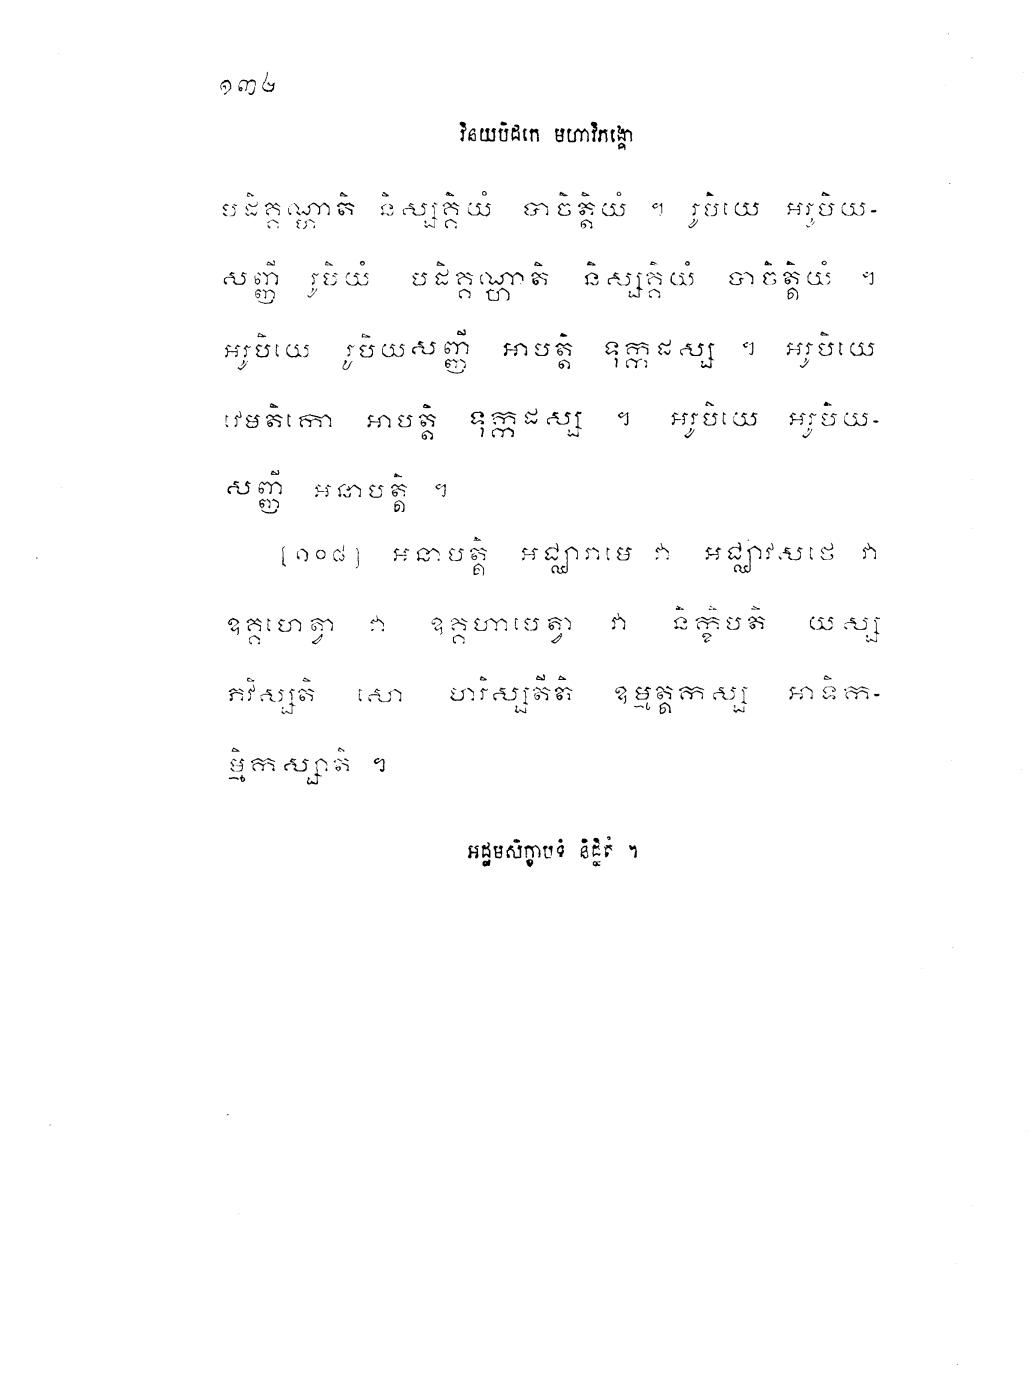 ១៣៤
វិនយបិដកេ មហាវិភង្គោ
បដិគ្គណ្ហាតិ និស្សគ្គិយំ បាចិត្តិយំ ។ រូបិយេ អរូបិយ-
សញ្ញី រូបិយំ បដិគ្គណ្ហាតិ និស្សគ្គិយំ បាចិត្តិយំ ។
អរូបិយេ រូបិយសញ្ញី អាបត្តិ ទុក្កដស្ស ។ អរូបិយេ
វេមតិកោ អាបត្តិ ទុក្កដស្ស ។ អរូបិយេ អរូបិយ-
សញ្ញី អនាបត្តិ ។
[១០៨] អនាបត្តិ អជ្ឈារាមេ វា អជ្ឈាវសថេ វា
ឧគ្គហេត្វា វា ឧគ្គហាបេត្វា វា និក្ខិបតិ យស្ស
ភវិស្សតិ សោ ហរិស្សតីតិ ឧម្មត្តកស្ស អាទិក-
ម្មិកស្សាតិ ។
អដ្ឋមសិក្ខាបទំ និដ្ឋិតំ ។